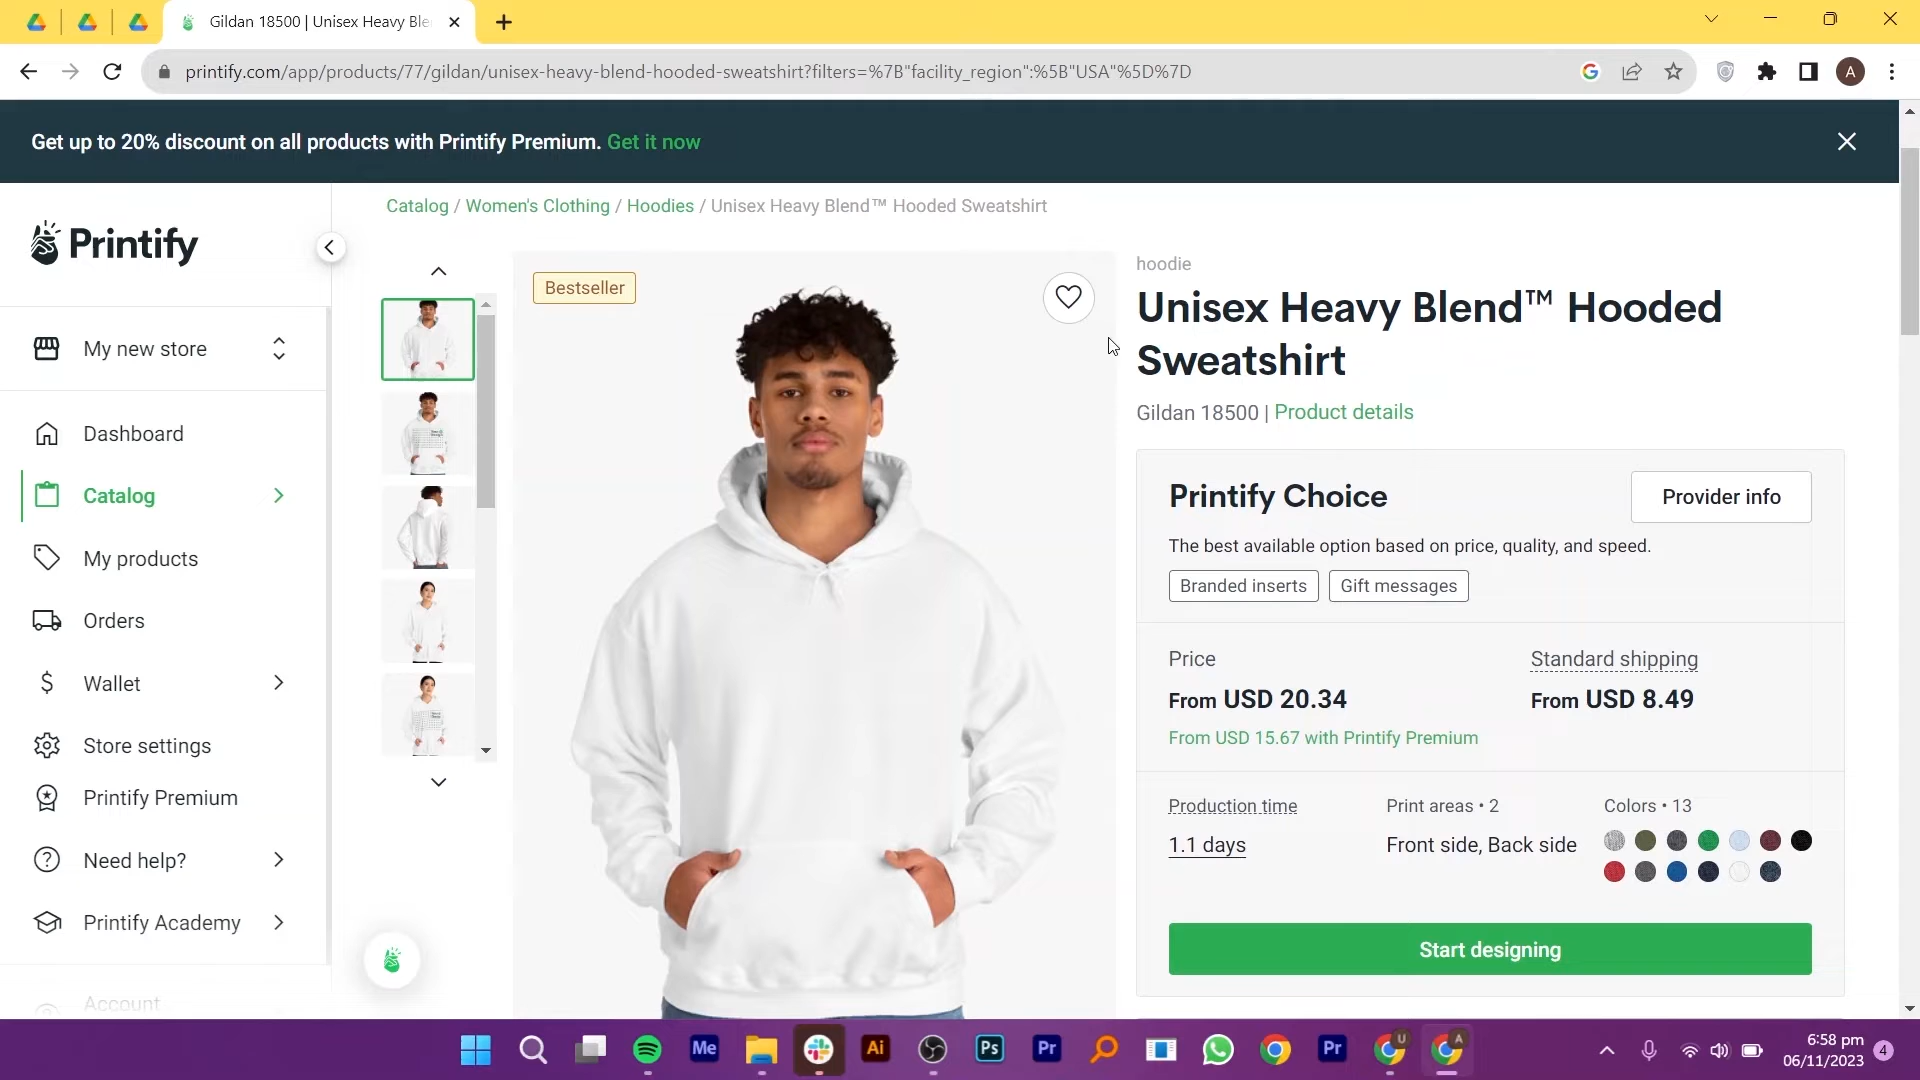 Gildan 18500 | Unisex Heavy Ble
printify.com/app/products/77/gildan/unisex-heavy-blend-hooded-sweatshirt?filters=%7B"facility_region":%5B"USA"%5D%7D
A
Get up to 20% discount on all products with Printify Premium. Get it now
Printify
My new store
Dashboard
Catalog
My products
Orders
Wallet
Store settings
Printify Premium
Need help?
Printify Academy
Account
Catalog / Women's Clothing / Hoodies / Unisex Heavy Blend™ Hooded Sweatshirt
Bestseller
hoodie
Unisex Heavy Blend™ Hooded
Sweatshirt
Gildan 18500 | Product details
Printify Choice
Provider info
The best available option based on price, quality, and speed.
Branded inserts Gift messages
Price Standard shipping
From USD 20.34 From USD 8.49
From USD 15.67 with Printify Premium
Production time Print areas • 2 Colors • 13
1.1 days Front side, Back side
Start designing
Me Ai Ps Pr Pr U A
6:58 pm
06/11/2023 4